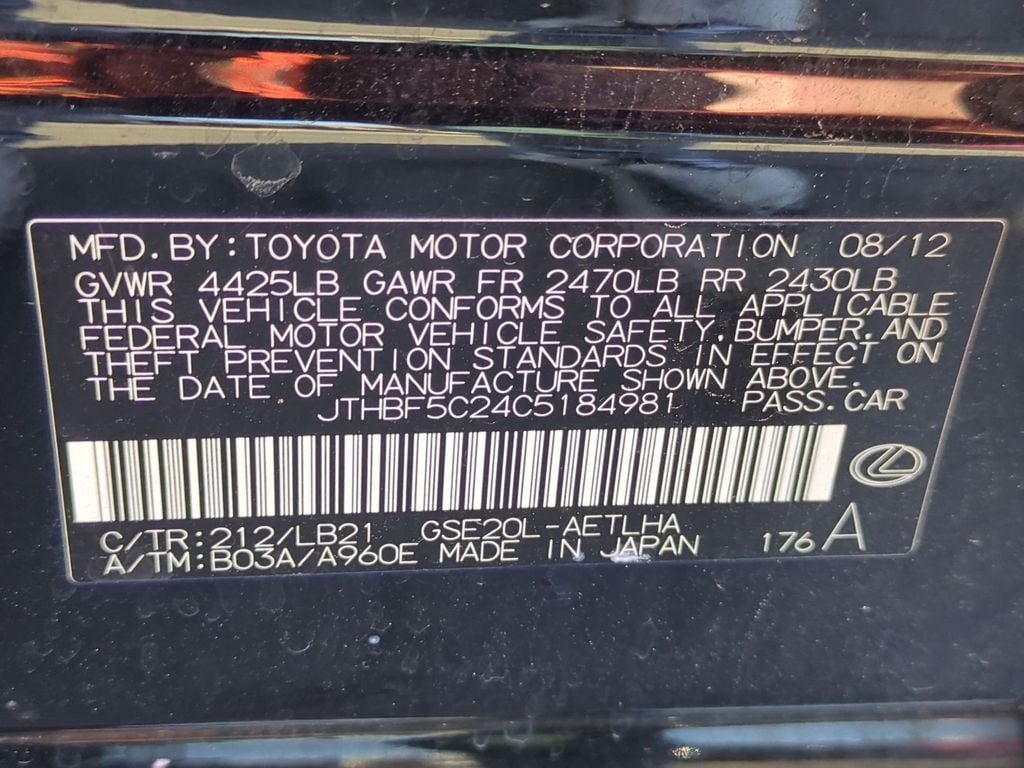 MFD.BY:TOYOTA MOTOR CORPORATION 08/12
GVWR 4425LB GAWR FR 2470LB RR 2430LB
THIS VEHICLE CONFORMS TO ALL APPLICABLE
FEDERAL MOTOR VEHICLE SAFETY,BUMPER,AND
THEFT PREVENTION STANDARDS IN EFFECT ON
THE DATE OF MANUFACTURE SHOWN ABOVE.
JTHBF5C24C5184981 PASS.CAR
C/TR:212/LB21 GSE20L-AETLHA
A/TM:B03A/A960E MADE IN JAPAN 176 A